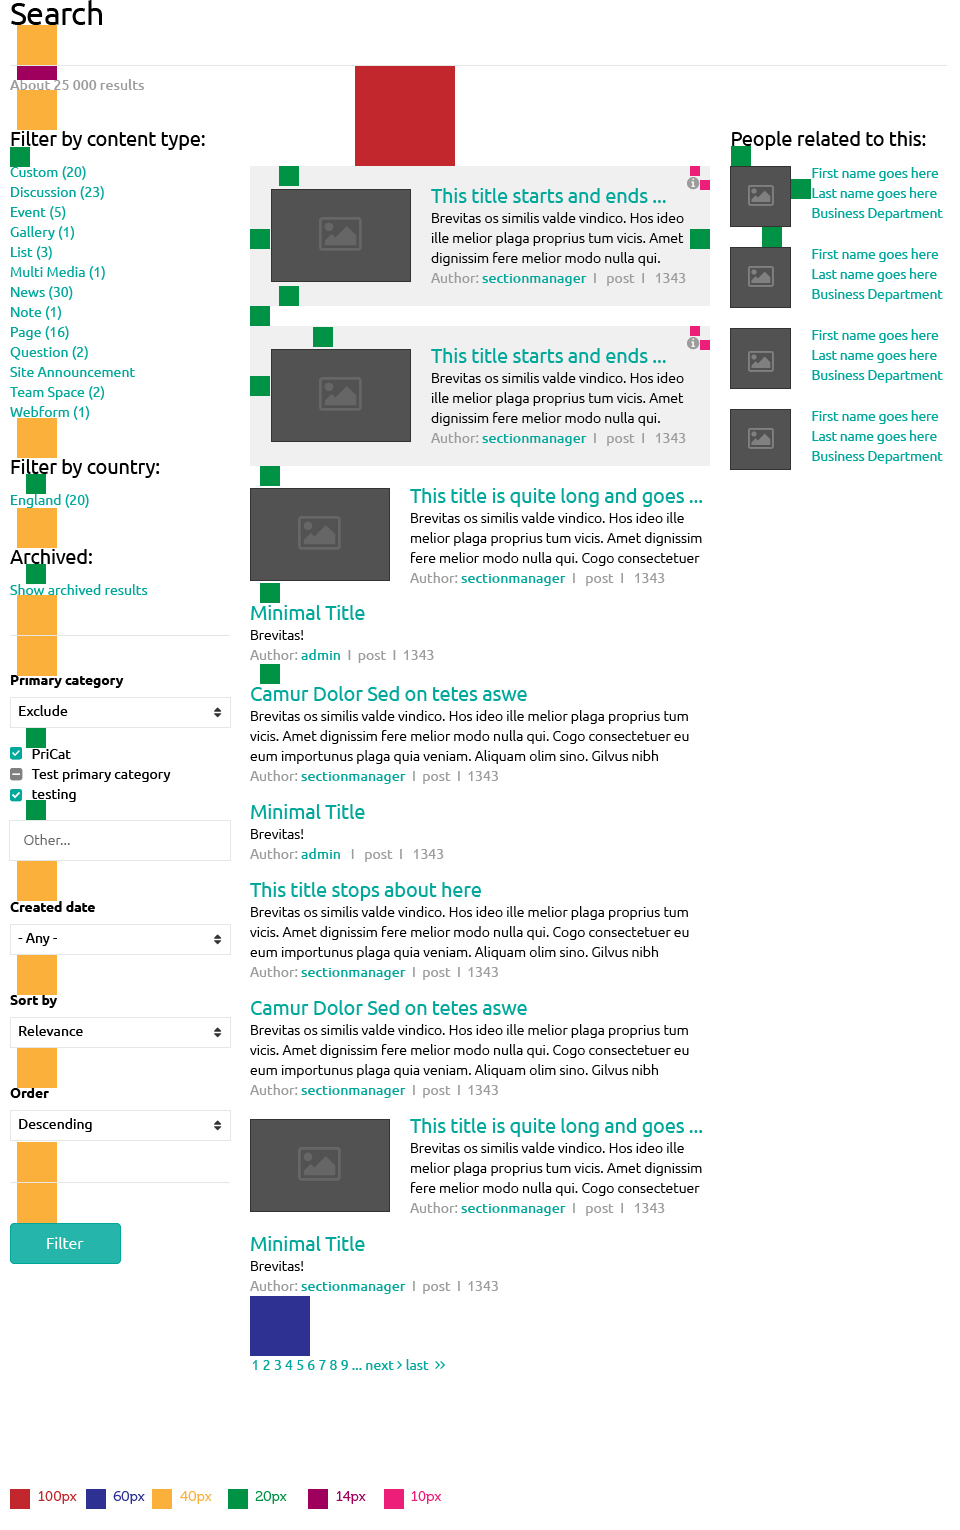 Search
About 25 000 results
Filter by content type:
Custom (20)
Discussion (23)
Event (5)
Gallery (1)
List (3)
Multi Media (1)
News (30)
Note (1)
Page (16)
Question (2)
Site Announcement
Team Space (2)
Webform (1)
Filter by country:
England (20)
Archived:
Show archived results
Primary category
Exclude
PriCat
Test primary category
testing
Other...
Created date
- Any -
Sort by
Relevance
Order
Descending
Filter
This title starts and ends ...
Brevitas os similis valde vindico. Hos ideo
ille melior plaga proprius tum vicis. Amet
dignissim fere melior modo nulla qui.
Author: sectionmanager | post | 1343
This title starts and ends ...
Brevitas os similis valde vindico. Hos ideo
ille melior plaga proprius tum vicis. Amet
dignissim fere melior modo nulla qui.
Author: sectionmanager | post | 1343
This title is quite long and goes ...
Brevitas os similis valde vindico. Hos ideo ille
melior plaga proprius tum vicis. Amet dignissim
fere melior modo nulla qui. Cogo consectetuer
Author: sectionmanager | post | 1343
Minimal Title
Brevitas!
Author: admin | post | 1343
Camur Dolor Sed on tetes aswe
Brevitas os similis valde vindico. Hos ideo ille melior plaga proprius tum
vicis. Amet dignissim fere melior modo nulla qui. Cogo consectetuer eu
eum importunus plaga quia veniam. Aliquam olim sino. Gilvus nibh
Author: sectionmanager | post | 1343
Minimal Title
Brevitas!
Author: admin | post | 1343
This title stops about here
Brevitas os similis valde vindico. Hos ideo ille melior plaga proprius tum
vicis. Amet dignissim fere melior modo nulla qui. Cogo consectetuer eu
eum importunus plaga quia veniam. Aliquam olim sino. Gilvus nibh
Author: sectionmanager | post | 1343
Camur Dolor Sed on tetes aswe
Brevitas os similis valde vindico. Hos ideo ille melior plaga proprius tum
vicis. Amet dignissim fere melior modo nulla qui. Cogo consectetuer eu
eum importunus plaga quia veniam. Aliquam olim sino. Gilvus nibh
Author: sectionmanager | post | 1343
This title is quite long and goes ...
Brevitas os similis valde vindico. Hos ideo ille
melior plaga proprius tum vicis. Amet dignissim
fere melior modo nulla qui. Cogo consectetuer
Author: sectionmanager | post | 1343
Minimal Title
Brevitas!
Author: sectionmanager | post | 1343
1 2 3 4 5 6 7 8 9 ... next › last »
People related to this:
First name goes here
Last name goes here
Business Department
First name goes here
Last name goes here
Business Department
First name goes here
Last name goes here
Business Department
First name goes here
Last name goes here
Business Department
100px 60px 40px 20px 14px 10px